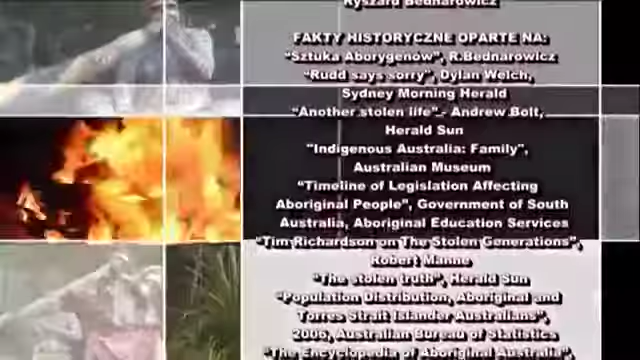 Ryszard Bednarowicz
FAKTY HISTORYCZNE OPARTE NA:
"Sztuka Aborygenów", R.Bednarowicz
"Rudd says sorry", Dylan Welch,
Sydney Morning Herald
"Another stolen life" - Andrew Bolt,
Herald Sun
"Indigenous Australia: Family",
Australian Museum
"Timeline of Legislation Affecting
Aboriginal People", Government of South
Australia, Aboriginal Education Services
"Tim Richardson on The Stolen Generations",
Robert Manne
"The stolen truth", Herald Sun
"Population Distribution, Aboriginal and
Torres Strait Islander Australians",
2006, Australian Bureau of Statistics
"The Encyclopedia of Aboriginal Australia",